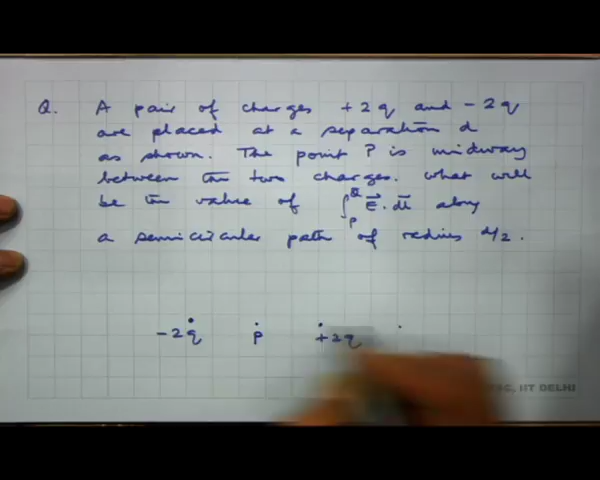 Q. A pair of charges +2q and -2q
are placed at a separation d
as shown. The point P is midway
between the two charges. what will
be the value of ∫_P^Q E⃗. dl⃗ along
a semicircular path of radius d/2.
-2q p +2q
IIT DELHI